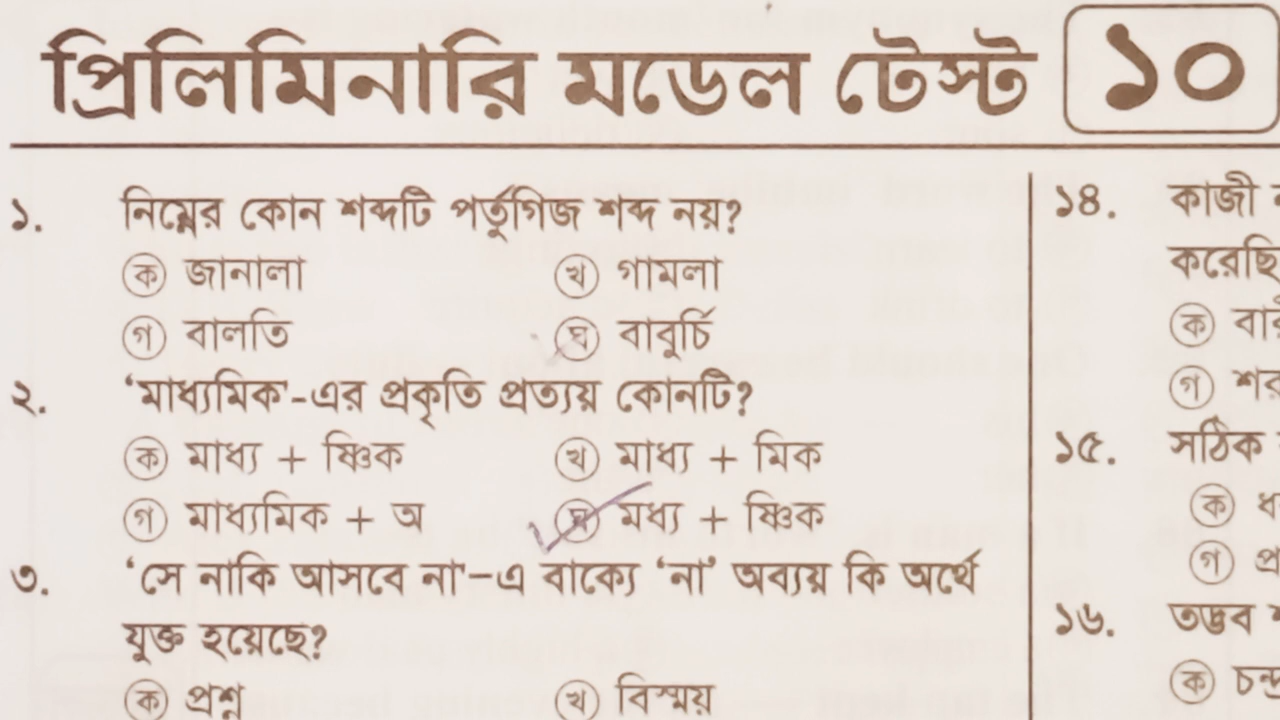 প্রিলিমিনারি মডেল টেস্ট ১০
১. নিম্নের কোন শব্দটি পর্তুগিজ শব্দ নয়?
ক জানালা খ গামলা
গ বালতি ঘ বাবুর্চি
২. ‘মাধ্যমিক’-এর প্রকৃতি প্রত্যয় কোনটি?
ক মাধ্য + ষ্ণিক খ মাধ্য + মিক
গ মাধ্যমিক + অ ঘ মধ্য + ষ্ণিক
৩. ‘সে নাকি আসবে না’–এ বাক্যে ‘না’ অব্যয় কি অর্থে
যুক্ত হয়েছে?
ক প্রশ্ন খ বিস্ময়
১৪. কাজী
ক
গ
১৫. সঠিক
ক
গ
১৬. তদ্ভব
ক